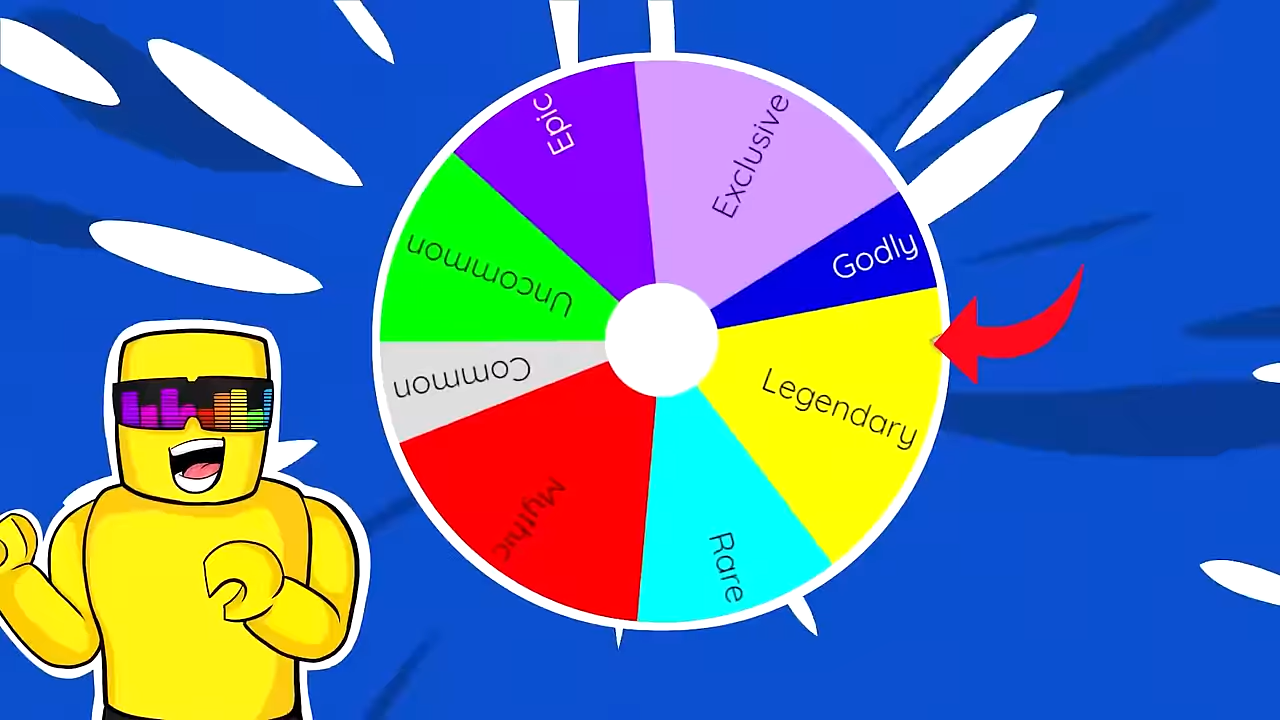 Epic
Exclusive
Godly
Legendary
Rare
Mythic
Common
Uncommon